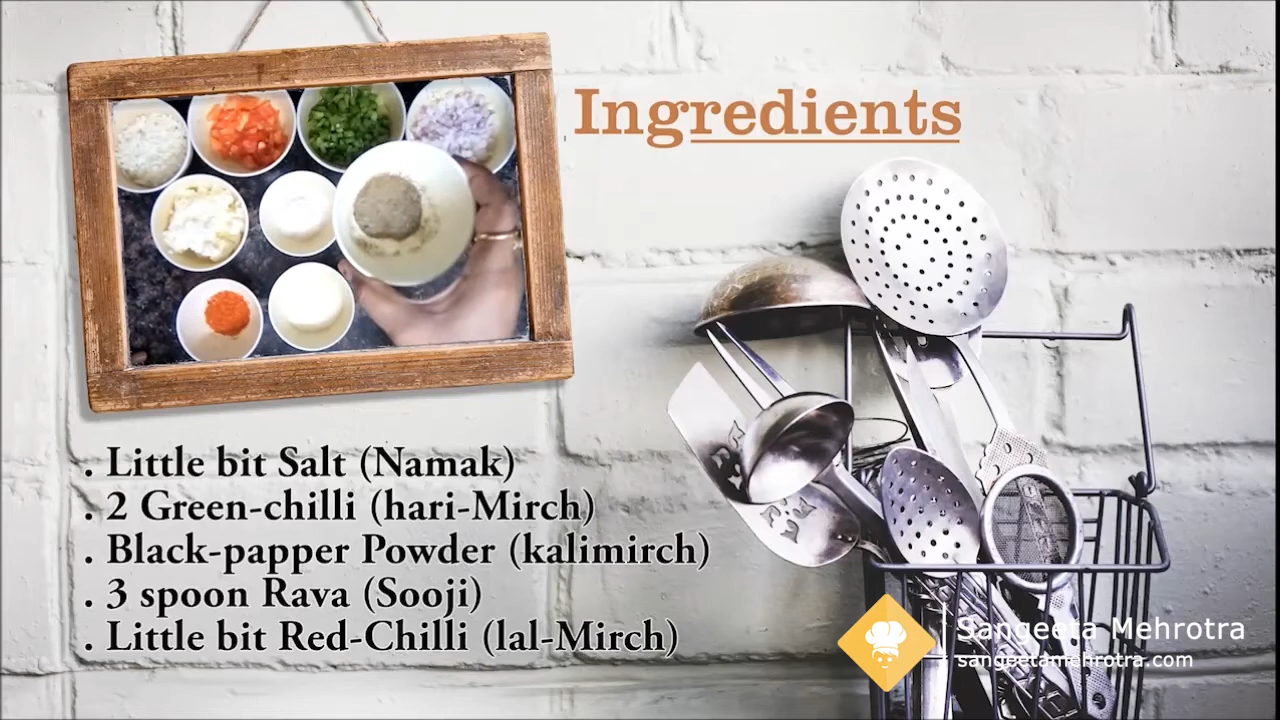 Ingredients
. Little bit Salt (Namak)
. 2 Green-chilli (hari-Mirch)
. Black-papper Powder (kalimirch)
. 3 spoon Rava (Sooji)
. Little bit Red-Chilli (lal-Mirch)
Sangeeta Mehrotra
sangeetamehrotra.com